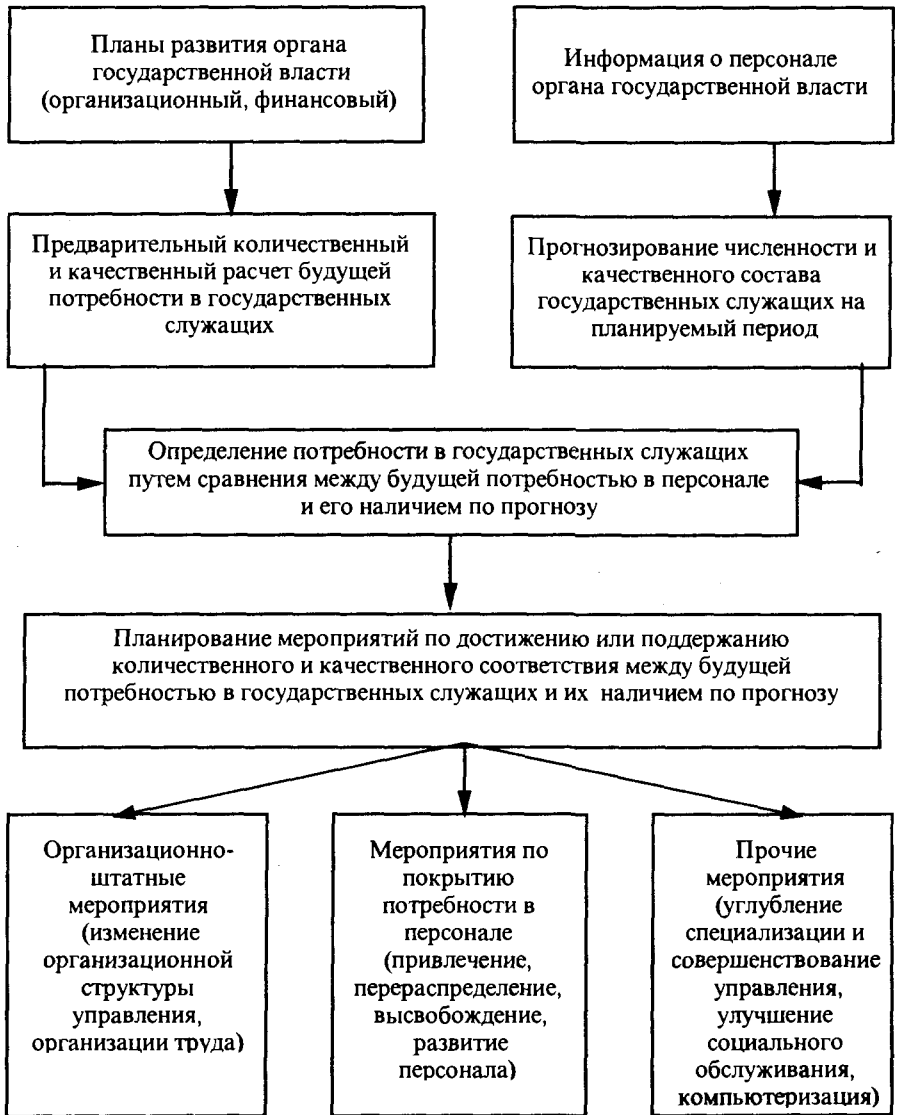 Планы развития органа
государственной власти
(организационный, финансовый)
Информация о персонале
органа государственной власти
Предварительный количественный
и качественный расчет будущей
потребности в государственных
служащих
Прогнозирование численности и
качественного состава
государственных служащих на
планируемый период
Определение потребности в государственных служащих
путем сравнения между будущей потребностью в персонале
и его наличием по прогнозу
Планирование мероприятий по достижению или поддержанию
количественного и качественного соответствия между будущей
потребностью в государственных служащих и их наличием по прогнозу
Организационно-
штатные
мероприятия
(изменение
организационной
структуры
управления,
организации труда)
Мероприятия по
покрытию
потребности в
персонале
(привлечение,
перераспределение,
высвобождение,
развитие
персонала)
Прочие
мероприятия
(углубление
специализации и
совершенствование
управления,
улучшение
социального
обслуживания,
компьютеризация)